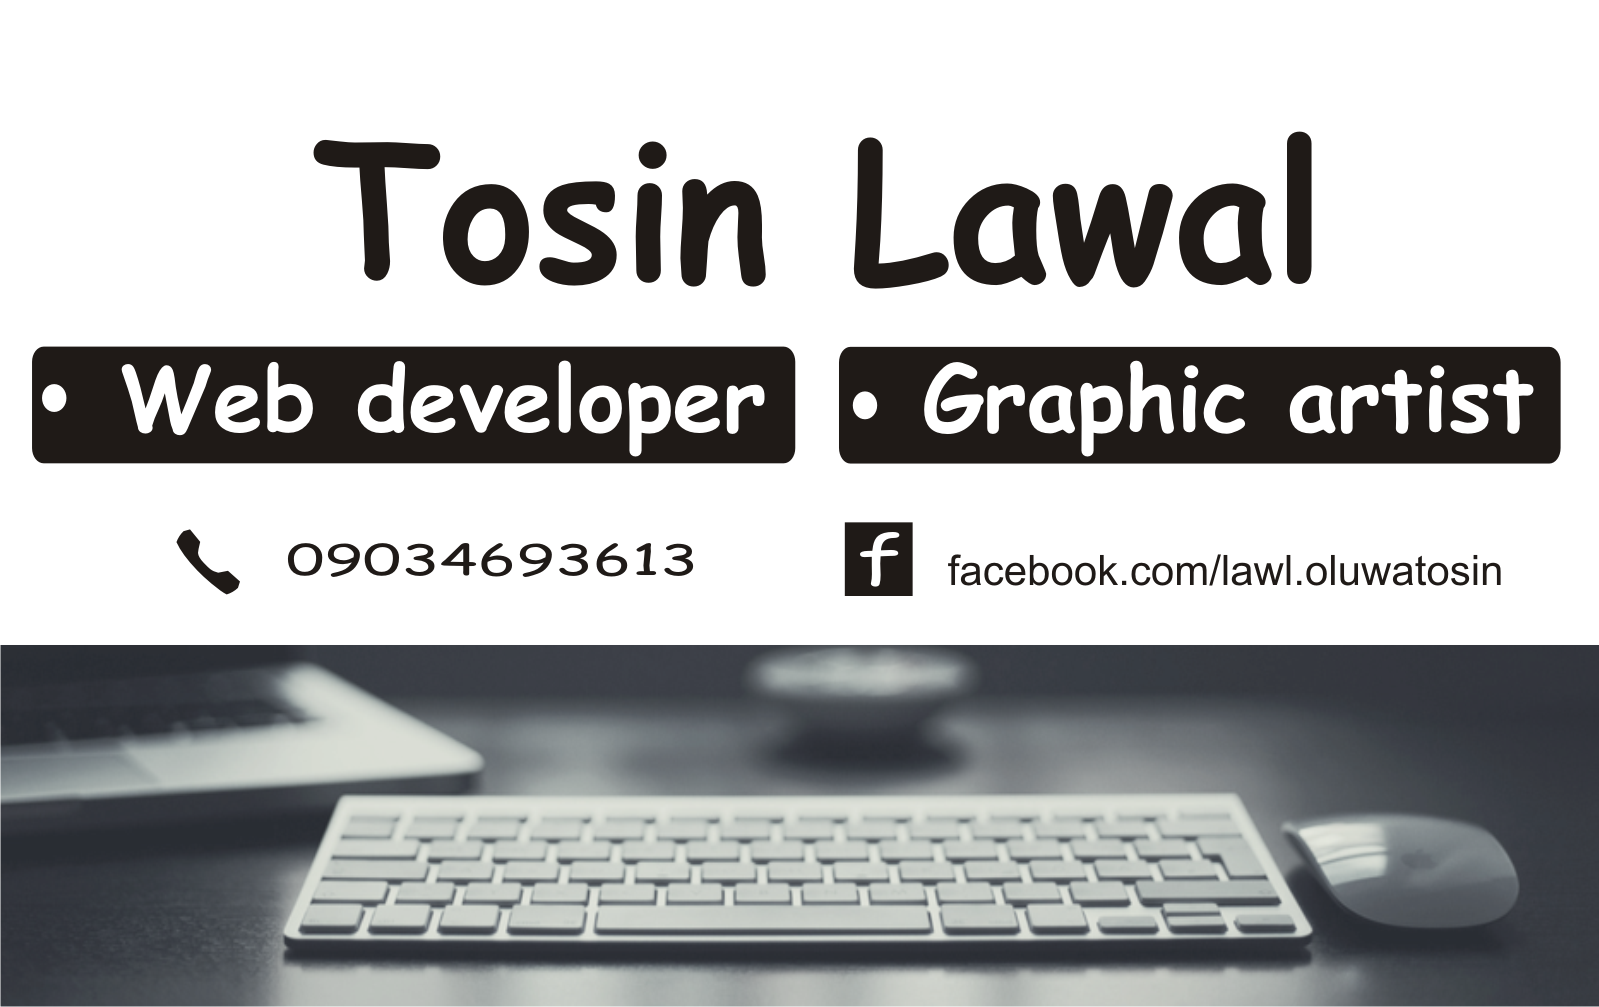 Tosin Lawal
• Web developer
• Graphic artist
09034693613
f facebook.com/lawl.oluwatosin